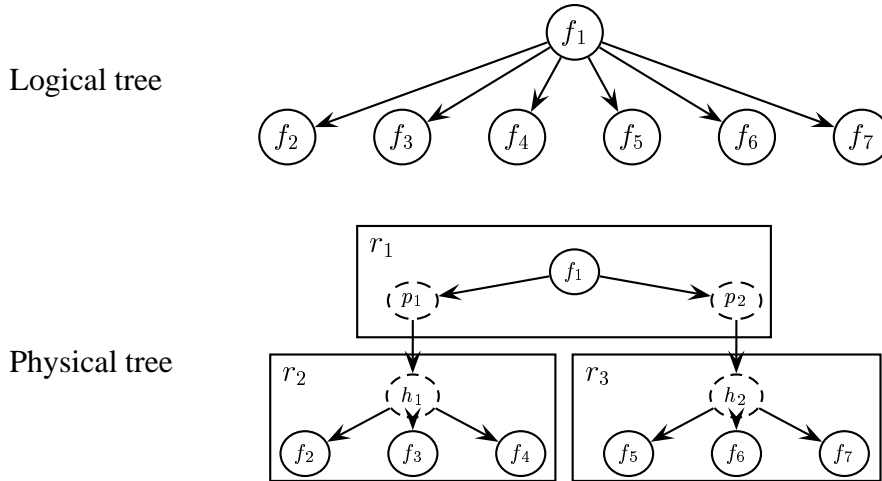 f1
Logical tree
f2 f3 f4 f5 f6 f7
r1
f1
p1 p2
Physical tree
r2 r3
h1 h2
f2 f3 f4 f5 f6 f7